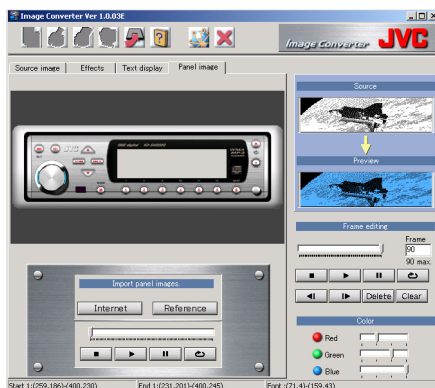 Image Converter Ver 1.0.03E
Image Converter JVC
Source image Effects Text display Panel image
Source
JVC
Preview
Frame editing
Frame
90
90 max.
Import panel images.
Internet Reference
Delete Clear
Color
Red
Green
Blue
Start 1:(259,186)-(400,230) End 1:(231,201)-(400,245) Font :(71,4)-(159,43)